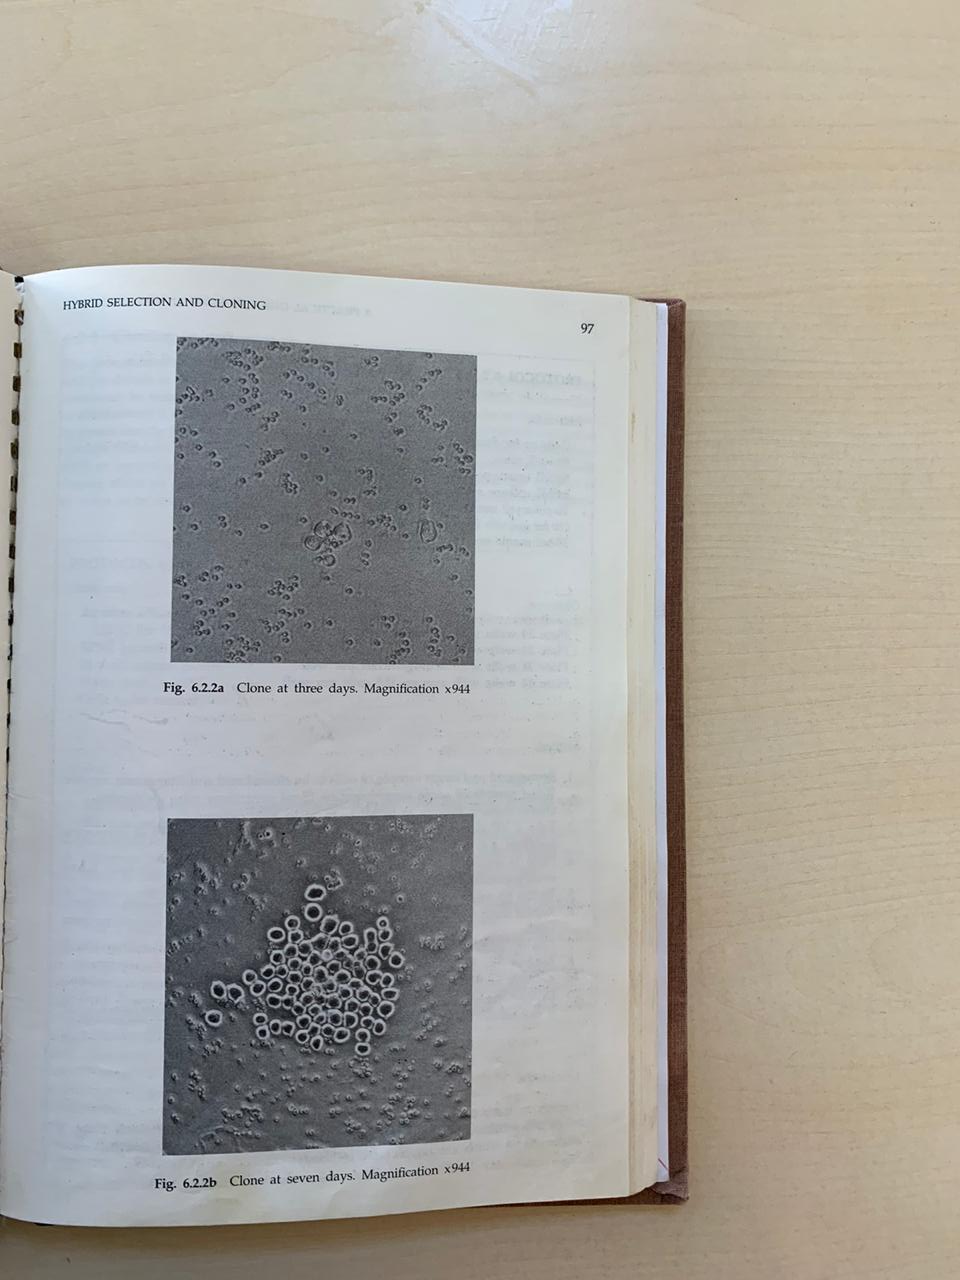 HYBRID SELECTION AND CLONING
97
Fig. 6.2.2a Clone at three days. Magnification x944
Fig. 6.2.2b Clone at seven days. Magnification x944